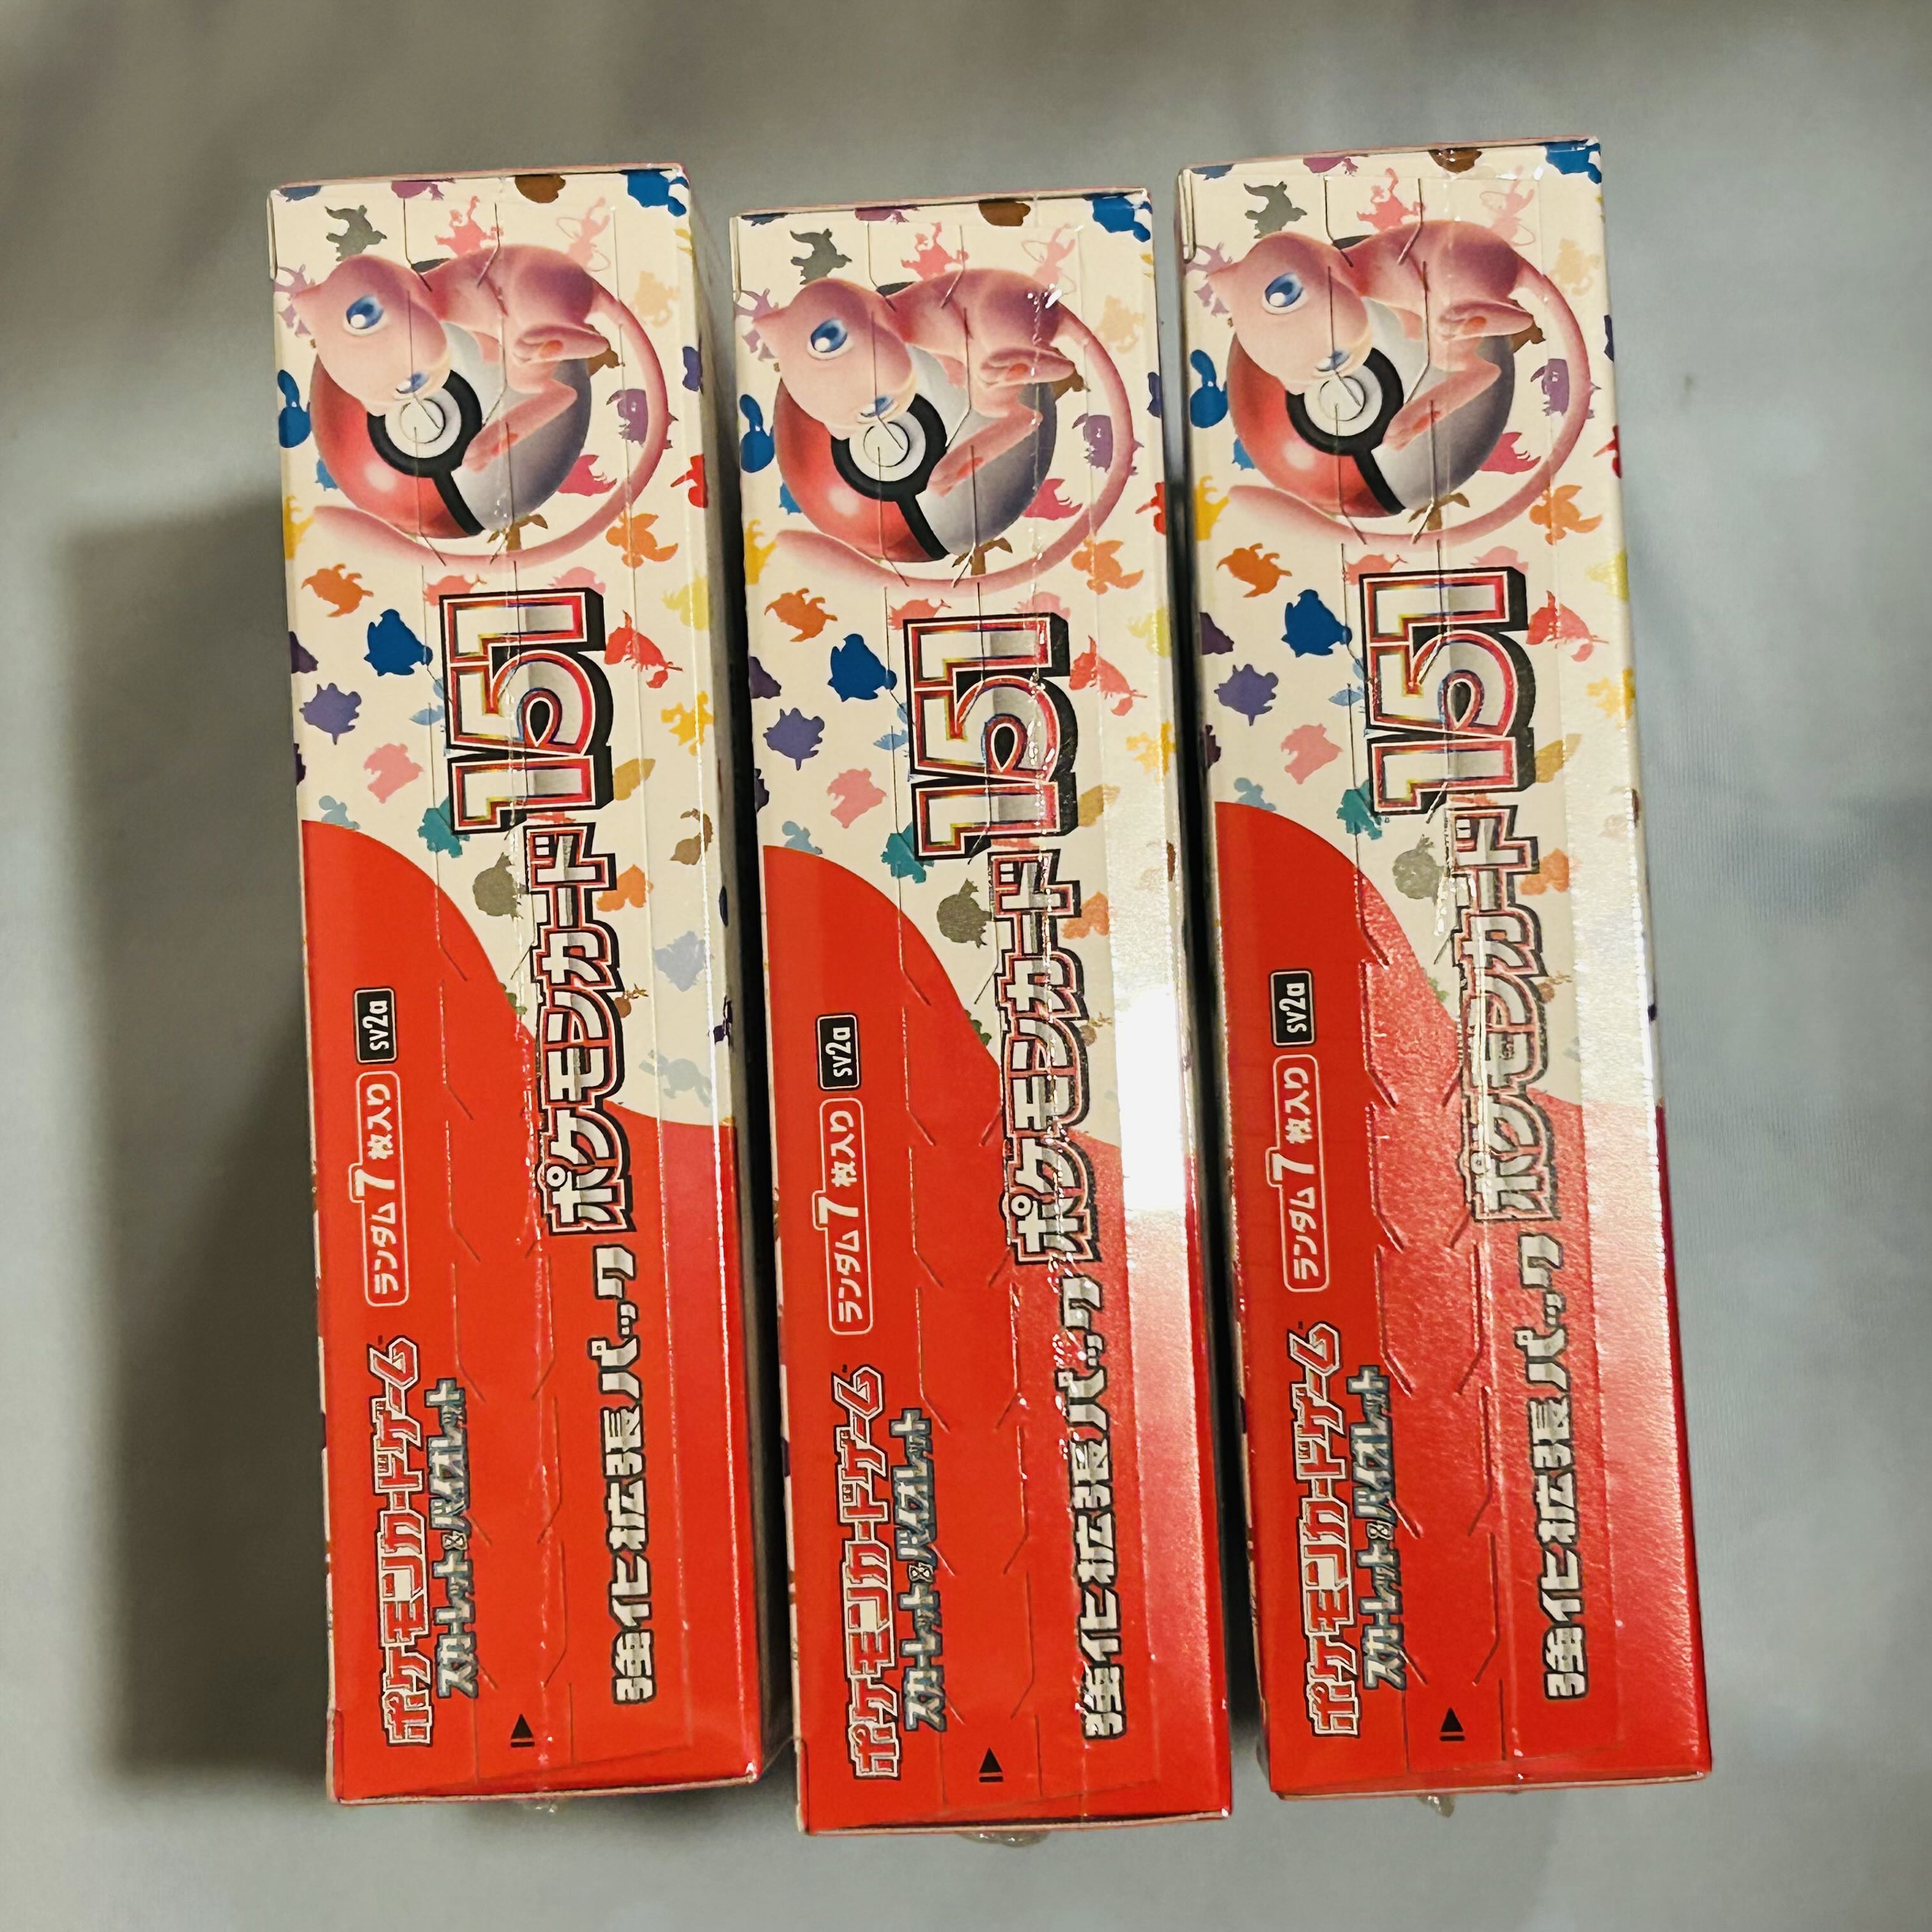 ポケモンカードゲーム
スカーレット&バイオレット
ランダム7枚入り
sv2a
強化拡張パック
ポケモンカード151
ポケモンカードゲーム
スカーレット&バイオレット
ランダム7枚入り
sv2a
強化拡張パック
ポケモンカード151
ポケモンカードゲーム
スカーレット&バイオレット
ランダム7枚入り
sv2a
強化拡張パック
ポケモンカード151